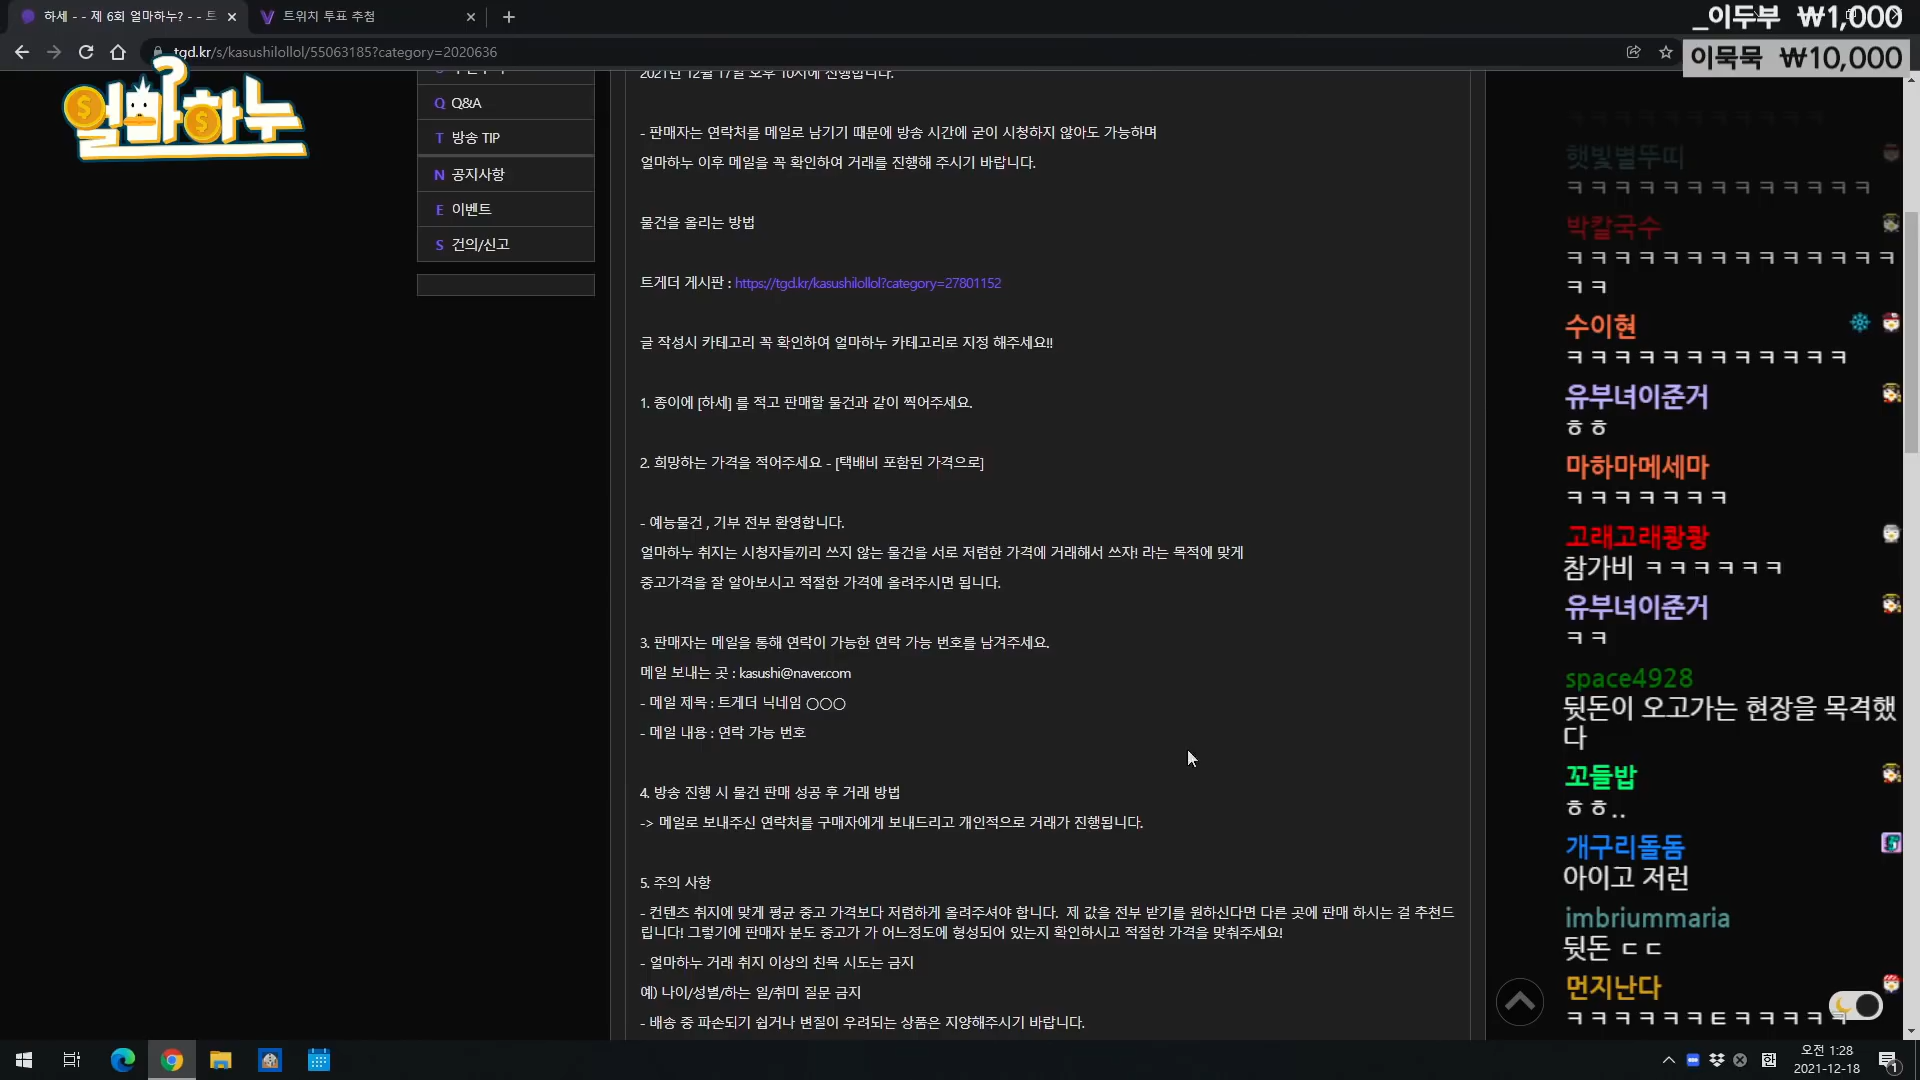 하세 - - 제 6회 얼마하누? - - 트
트위치 투표 추첨
_이두부 ₩1,000
tgd.kr/s/kasushilollol/55063185?category=2020636
이묵묵 ₩10,000
얼마하누?
Q Q&A
T 방송 TIP
N 공지사항
E 이벤트
S 건의/신고
2021년 12월 17일 오후 10시에 진행합니다.
- 판매자는 연락처를 메일로 남기기 때문에 방송 시간에 굳이 시청하지 않아도 가능하며
얼마하누 이후 메일을 꼭 확인하여 거래를 진행해 주시기 바랍니다.
물건을 올리는 방법
트게더 게시판 : https://tgd.kr/kasushilollol?category=27801152
글 작성시 카테고리 꼭 확인하여 얼마하누 카테고리로 지정 해주세요!!
1. 종이에 [하세] 를 적고 판매할 물건과 같이 찍어주세요.
2. 희망하는 가격을 적어주세요 - [택배비 포함된 가격으로]
- 예능물건 , 기부 전부 환영합니다.
얼마하누 취지는 시청자들끼리 쓰지 않는 물건을 서로 저렴한 가격에 거래해서 쓰자! 라는 목적에 맞게
중고가격을 잘 알아보시고 적절한 가격에 올려주시면 됩니다.
3. 판매자는 메일을 통해 연락이 가능한 연락 가능 번호를 남겨주세요.
메일 보내는 곳 : kasushi@naver.com
- 메일 제목 : 트게더 닉네임 ○○○
- 메일 내용 : 연락 가능 번호
4. 방송 진행 시 물건 판매 성공 후 거래 방법
-> 메일로 보내주신 연락처를 구매자에게 보내드리고 개인적으로 거래가 진행됩니다.
5. 주의 사항
- 컨텐츠 취지에 맞게 평균 중고 가격보다 저렴하게 올려주셔야 합니다. 제 값을 전부 받기를 원하신다면 다른 곳에 판매 하시는 걸 추천드
립니다! 그렇기에 판매자 분도 중고가 가 어느정도에 형성되어 있는지 확인하시고 적절한 가격을 맞춰주세요!
- 얼마하누 거래 취지 이상의 친목 시도는 금지
예) 나이/성별/하는 일/취미 질문 금지
- 배송 중 파손되기 쉽거나 변질이 우려되는 상품은 지양해주시기 바랍니다.
햇빛별뚜띠
ㅋㅋㅋㅋㅋㅋㅋㅋㅋㅋㅋㅋㅋ
박칼국수
ㅋㅋㅋㅋㅋㅋㅋㅋㅋㅋㅋㅋㅋㅋ
ㅋㅋ
수이현
ㅋㅋㅋㅋㅋㅋㅋㅋㅋㅋㅋㅋ
유부녀이준거
ㅎㅎ
마하마메세마
ㅋㅋㅋㅋㅋㅋㅋ
고래고래쾅쾅
참가비 ㅋㅋㅋㅋㅋㅋ
유부녀이준거
ㅋㅋ
space4928
뒷돈이 오고가는 현장을 목격했
다
꼬들밥
ㅎㅎ..
개구리돌돔
아이고 저런
imbriummaria
뒷돈 ㄷㄷ
먼지난다
ㅋㅋㅋㅋㅋㅋㅌㅋㅋㅋㅋㅋ
오전 1:28
2021-12-18